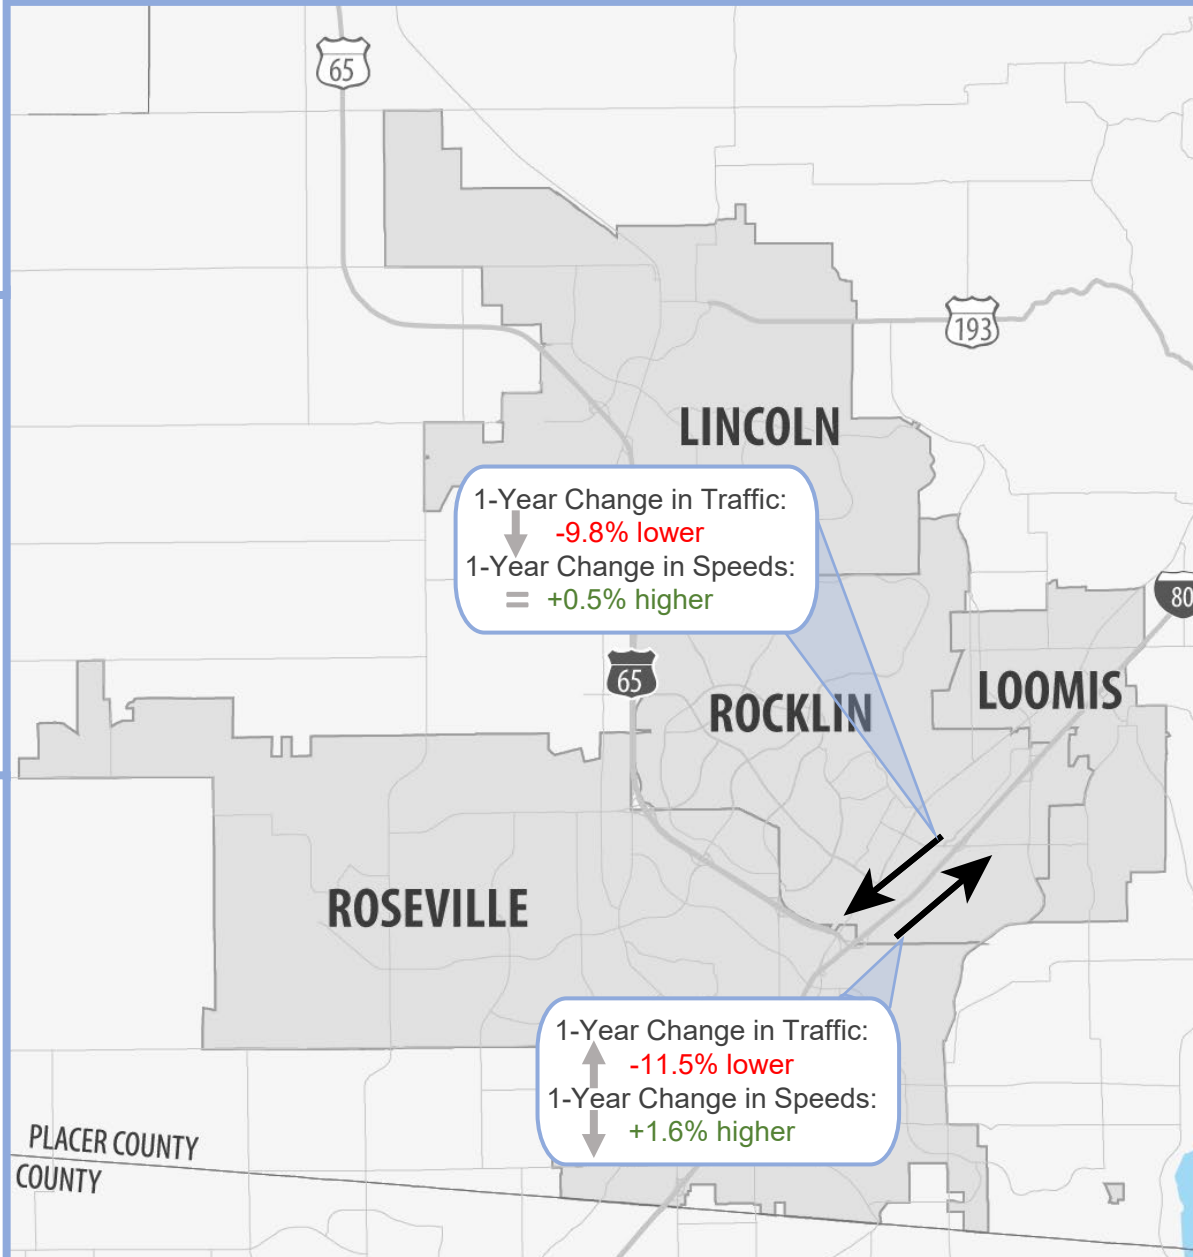 65
193
LINCOLN
1-Year Change in Traffic:
-9.8% lower
1-Year Change in Speeds:
= +0.5% higher
80
65
ROCKLIN
LOOMIS
ROSEVILLE
1-Year Change in Traffic:
-11.5% lower
1-Year Change in Speeds:
+1.6% higher
PLACER COUNTY
COUNTY